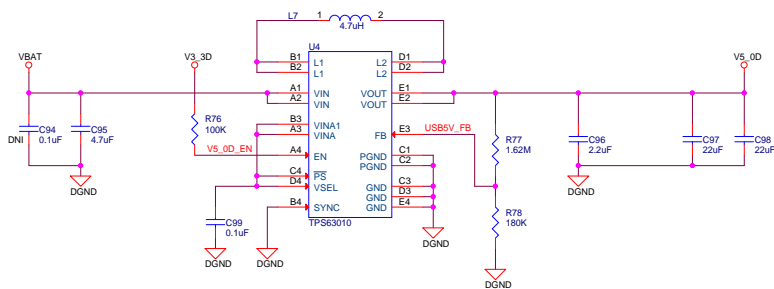 L7 1 2
4.7uH
U4
VBAT
V3_3D
V5_0D
B1 L1 L2 D1
B2 L1 L2 D2
A1 VIN VOUT E1
A2 VIN VOUT E2
B3 VINA1
A3 VINA FB E3 USB5V_FB
V5_0D_EN A4 EN PGND C1
PGND C2
C4 PS GND C3
D4 VSEL GND D3
B4 SYNC GND E4
TPS63010
C94
DNI 0.1uF
C95
4.7uF
R76
100K
C99
0.1uF
R77
1.62M
R78
180K
C96
2.2uF
C97
22uF
C98
22uF
DGND
DGND
DGND
DGND
DGND
DGND